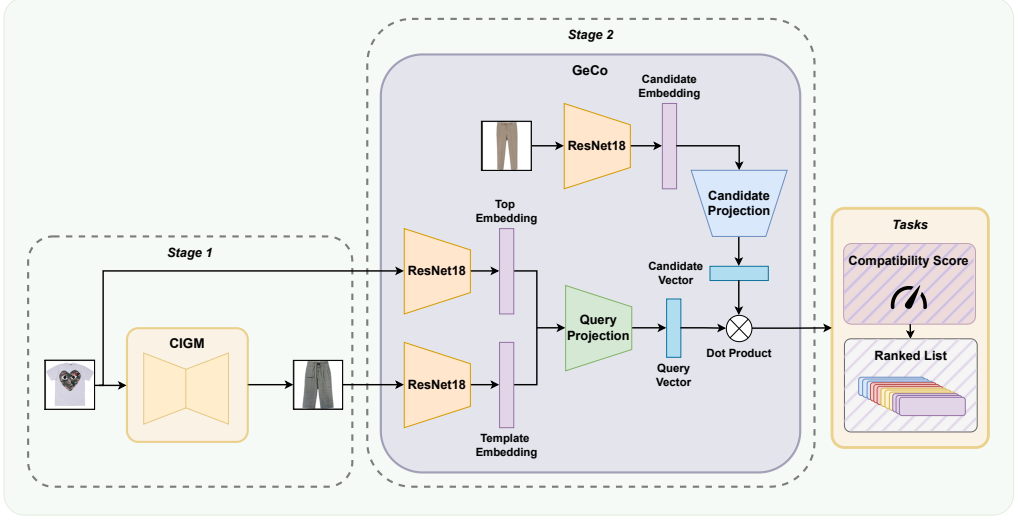 Stage 1
CIGM
Stage 2
GeCo
Candidate
Embedding
ResNet18
Candidate
Projection
Top
Embedding
ResNet18
Candidate
Vector
Query
Projection
Query
Vector
Dot Product
ResNet18
Template
Embedding
Tasks
Compatibility Score
Ranked List